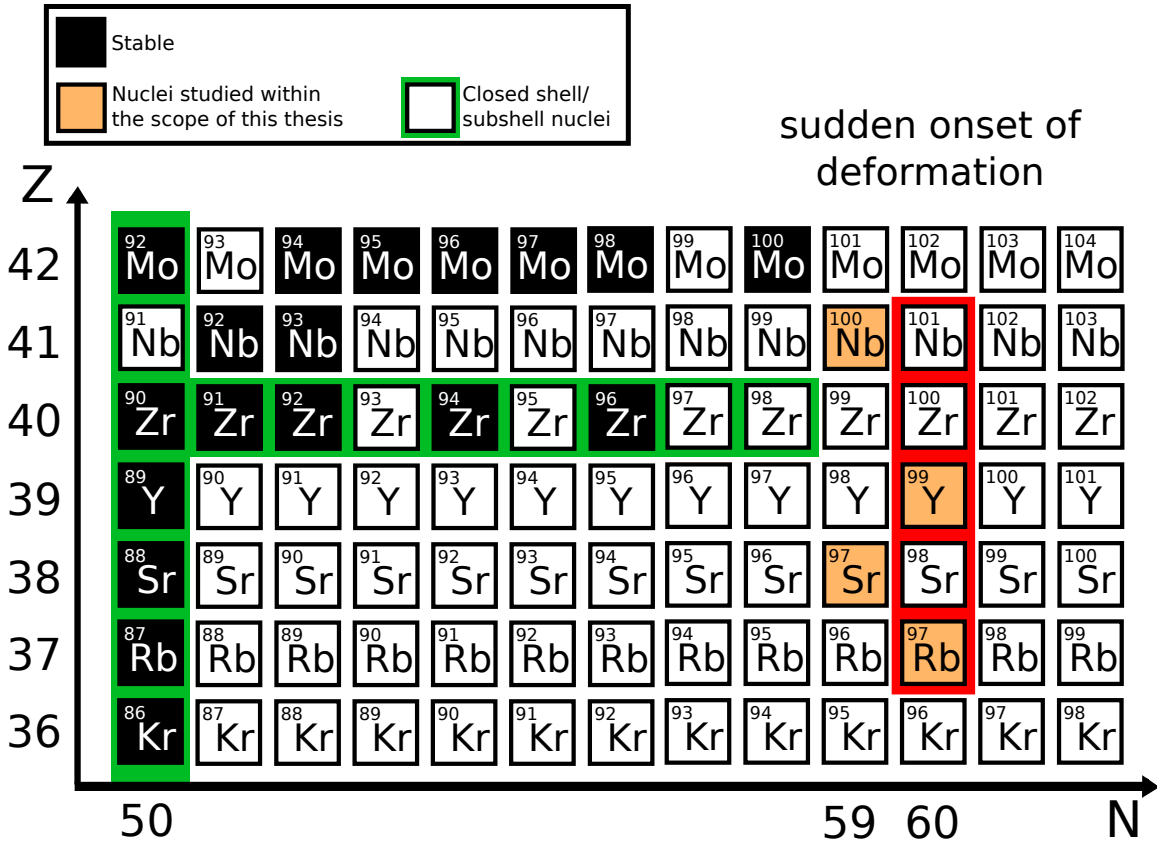 Stable
Nuclei studied within
the scope of this thesis
Closed shell/
subshell nuclei
sudden onset of
deformation
Z
42 92Mo 93Mo 94Mo 95Mo 96Mo 97Mo 98Mo 99Mo 100Mo 101Mo 102Mo 103Mo 104Mo
41 91Nb 92Nb 93Nb 94Nb 95Nb 96Nb 97Nb 98Nb 99Nb 100Nb 101Nb 102Nb 103Nb
40 90Zr 91Zr 92Zr 93Zr 94Zr 95Zr 96Zr 97Zr 98Zr 99Zr 100Zr 101Zr 102Zr
39 89Y 90Y 91Y 92Y 93Y 94Y 95Y 96Y 97Y 98Y 99Y 100Y 101Y
38 88Sr 89Sr 90Sr 91Sr 92Sr 93Sr 94Sr 95Sr 96Sr 97Sr 98Sr 99Sr 100Sr
37 87Rb 88Rb 89Rb 90Rb 91Rb 92Rb 93Rb 94Rb 95Rb 96Rb 97Rb 98Rb 99Rb
36 86Kr 87Kr 88Kr 89Kr 90Kr 91Kr 92Kr 93Kr 94Kr 95Kr 96Kr 97Kr 98Kr
50 59 60 N